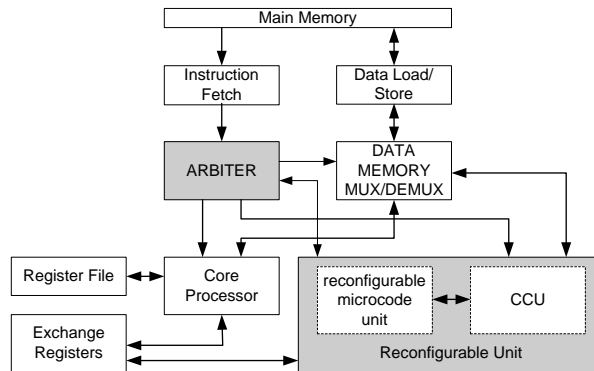 Main Memory
Instruction
Fetch
Data Load/
Store
ARBITER
DATA
MEMORY
MUX/DEMUX
Register File
Core
Processor
reconfigurable
microcode
unit
CCU
Exchange
Registers
Reconfigurable Unit